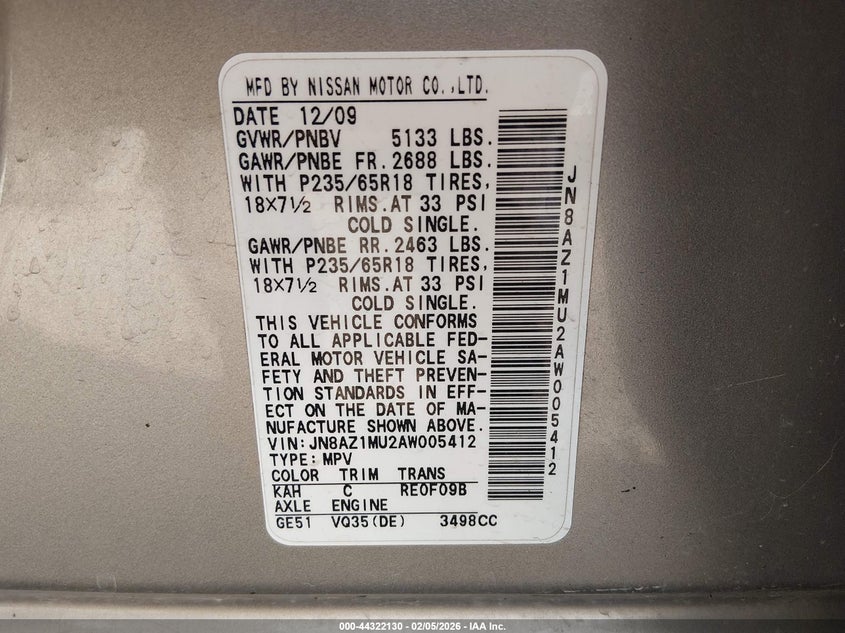 MFD BY NISSAN MOTOR CO.,LTD.
DATE 12/09
GVWR/PNBV 5133 LBS.
GAWR/PNBE FR.2688 LBS.
WITH P235/65R18 TIRES,
18×7½ RIMS.AT 33 PSI
COLD SINGLE.
GAWR/PNBE RR.2463 LBS.
WITH P235/65R18 TIRES,
18×7½ RIMS.AT 33 PSI
COLD SINGLE.
THIS VEHICLE CONFORMS
TO ALL APPLICABLE FED-
ERAL MOTOR VEHICLE SA-
FETY AND THEFT PREVEN-
TION STANDARDS IN EFF-
ECT ON THE DATE OF MA-
NUFACTURE SHOWN ABOVE.
VIN:JN8AZ1MU2AW005412
TYPE:MPV
COLOR TRIM TRANS
KAH C RE0F09B
AXLE ENGINE
GE51 VQ35(DE) 3498CC
JN8AZ1MU2AW005412
000-44322130 - 02/05/2026 - IAA Inc.